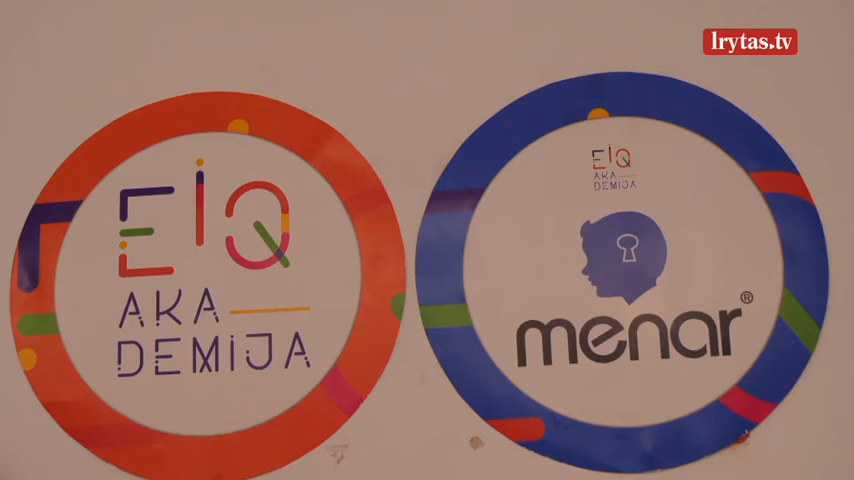 lrytas.tv
EiQ
AKA
DEMIJA
EiQ
AKA
DEMIJA
menar®